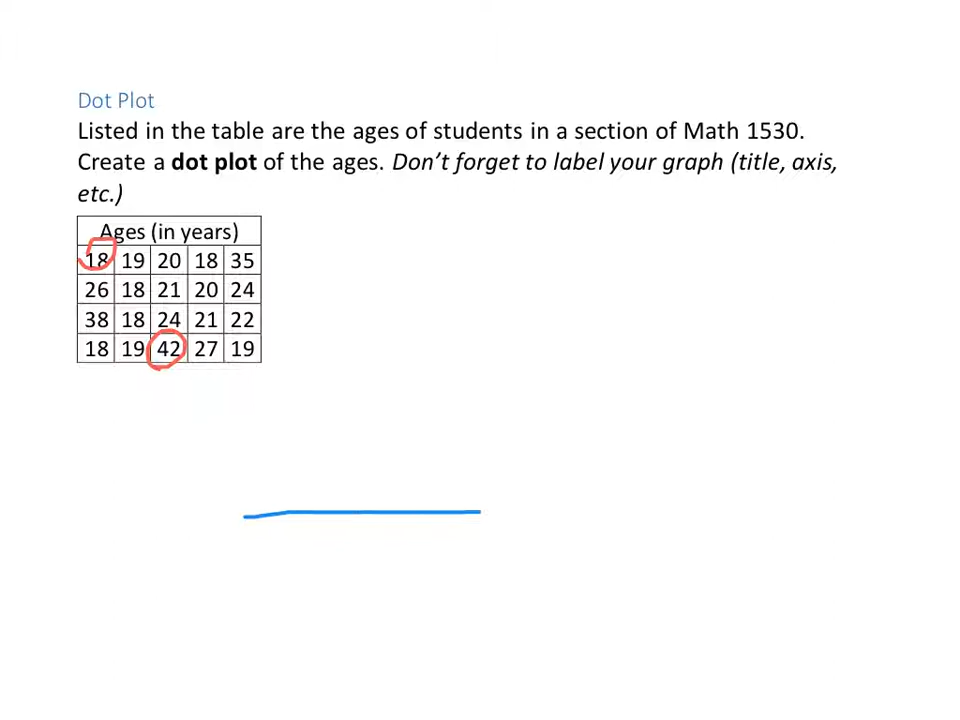 Dot Plot
Listed in the table are the ages of students in a section of Math 1530.
Create a dot plot of the ages. Don’t forget to label your graph (title, axis,
etc.)
Ages (in years)
18 19 20 18 35
26 18 21 20 24
38 18 24 21 22
18 19 42 27 19